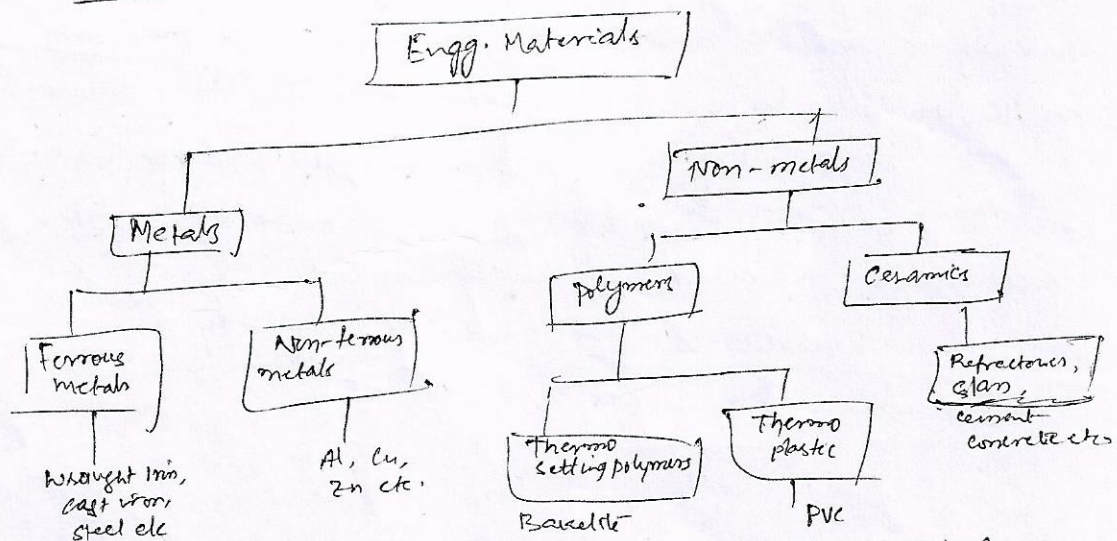 Engg. Materials
Non-metals
Metals
Polymers
Ceramics
Ferrous
metals
Non-ferrous
metals
Refractories,
glass,
cement
concrete etc
Thermo
setting polymers
Thermo
plastic
Wrought iron,
cast iron,
steel etc
Al, Cu,
Zn etc.
Bakelite
PVC